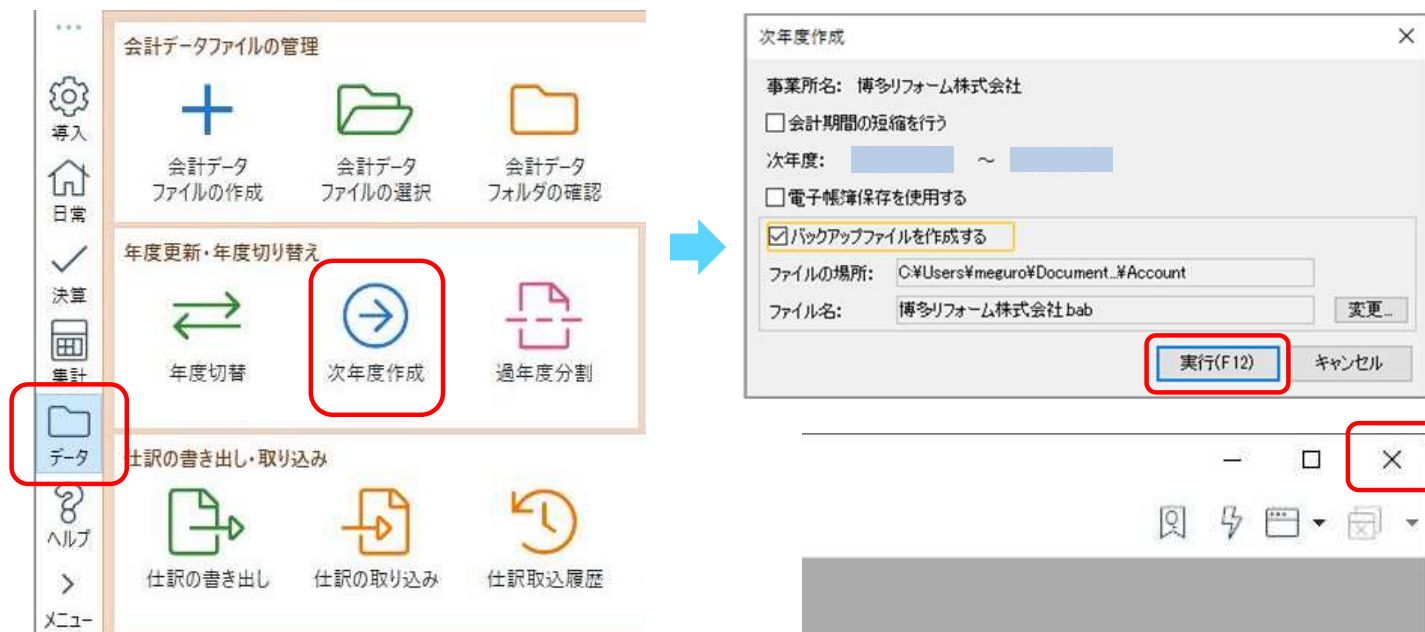 会計データファイルの管理
導入
会計データ
ファイルの作成
会計データ
ファイルの選択
会計データ
フォルダの確認
日常
年度更新・年度切り替え
決算
年度切替
次年度作成
過年度分割
集計
データ
仕訳の書き出し・取り込み
ヘルプ
仕訳の書き出し
仕訳の取り込み
仕訳取込履歴
メニュー
次年度作成
事業所名: 博多リフォーム株式会社
会計期間の短縮を行う
次年度: ～
電子帳簿保存を使用する
バックアップファイルを作成する
ファイルの場所: C:¥Users¥meguro¥Document...¥Account
ファイル名: 博多リフォーム株式会社.bab 変更...
実行(F12) キャンセル